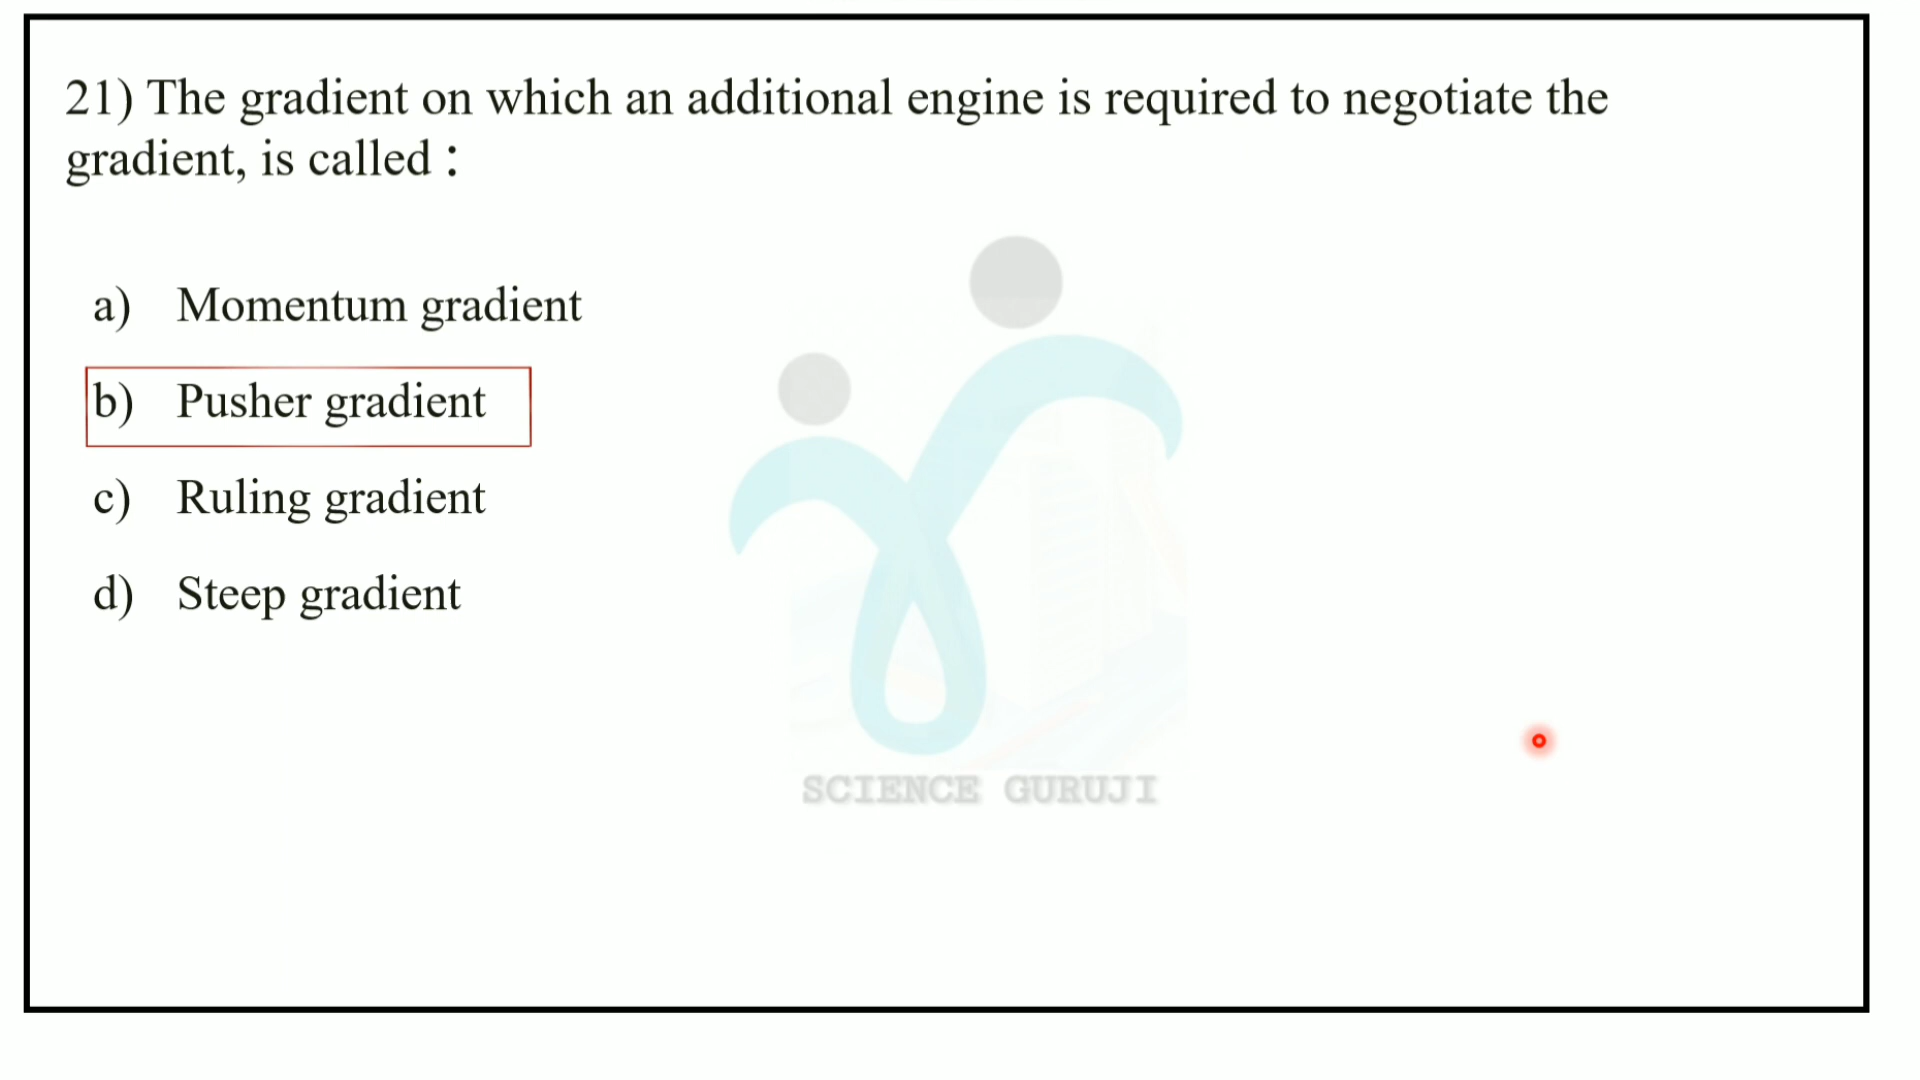 21) The gradient on which an additional engine is required to negotiate the
gradient, is called :
a) Momentum gradient
b) Pusher gradient
c) Ruling gradient
d) Steep gradient
SCIENCE GURUJI